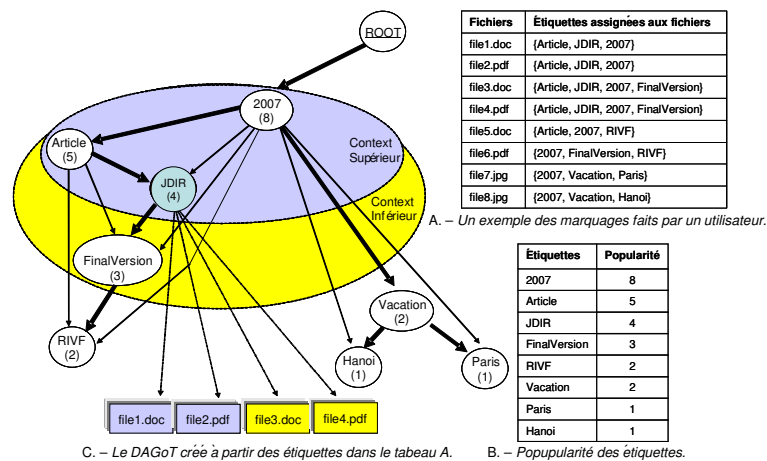 ROOT
2007
(8)
Article
(5)
Context
Supérieur
JDIR
(4)
Context
Inférieur
FinalVersion
(3)
Vacation
(2)
RIVF
(2)
Hanoi
(1)
Paris
(1)
file1.doc file2.pdf file3.doc file4.pdf
C. – Le DAGoT créé à partir des étiquettes dans le tabeau A.
Fichiers Étiquettes assignées aux fichiers
file1.doc {Article, JDIR, 2007}
file2.pdf {Article, JDIR, 2007}
file3.doc {Article, JDIR, 2007, FinalVersion}
file4.pdf {Article, JDIR, 2007, FinalVersion}
file5.doc {Article, 2007, RIVF}
file6.pdf {2007, FinalVersion, RIVF}
file7.jpg {2007, Vacation, Paris}
file8.jpg {2007, Vacation, Hanoi}
A. – Un exemple des marquages faits par un utilisateur.
Étiquettes Popularité
2007 8
Article 5
JDIR 4
FinalVersion 3
RIVF 2
Vacation 2
Paris 1
Hanoi 1
B. – Popupularité des étiquettes.